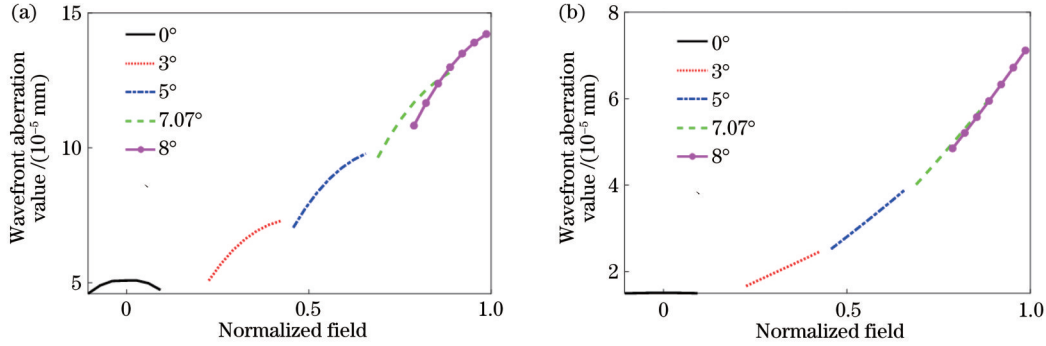 (a)
Wavefront aberration
value /(10⁻⁵ mm)
15
10
5
0°
3°
5°
7.07°
8°
0
0.5
1.0
Normalized field
(b)
Wavefront aberration
value /(10⁻⁵ mm)
8
6
4
2
0°
3°
5°
7.07°
8°
0
0.5
1.0
Normalized field